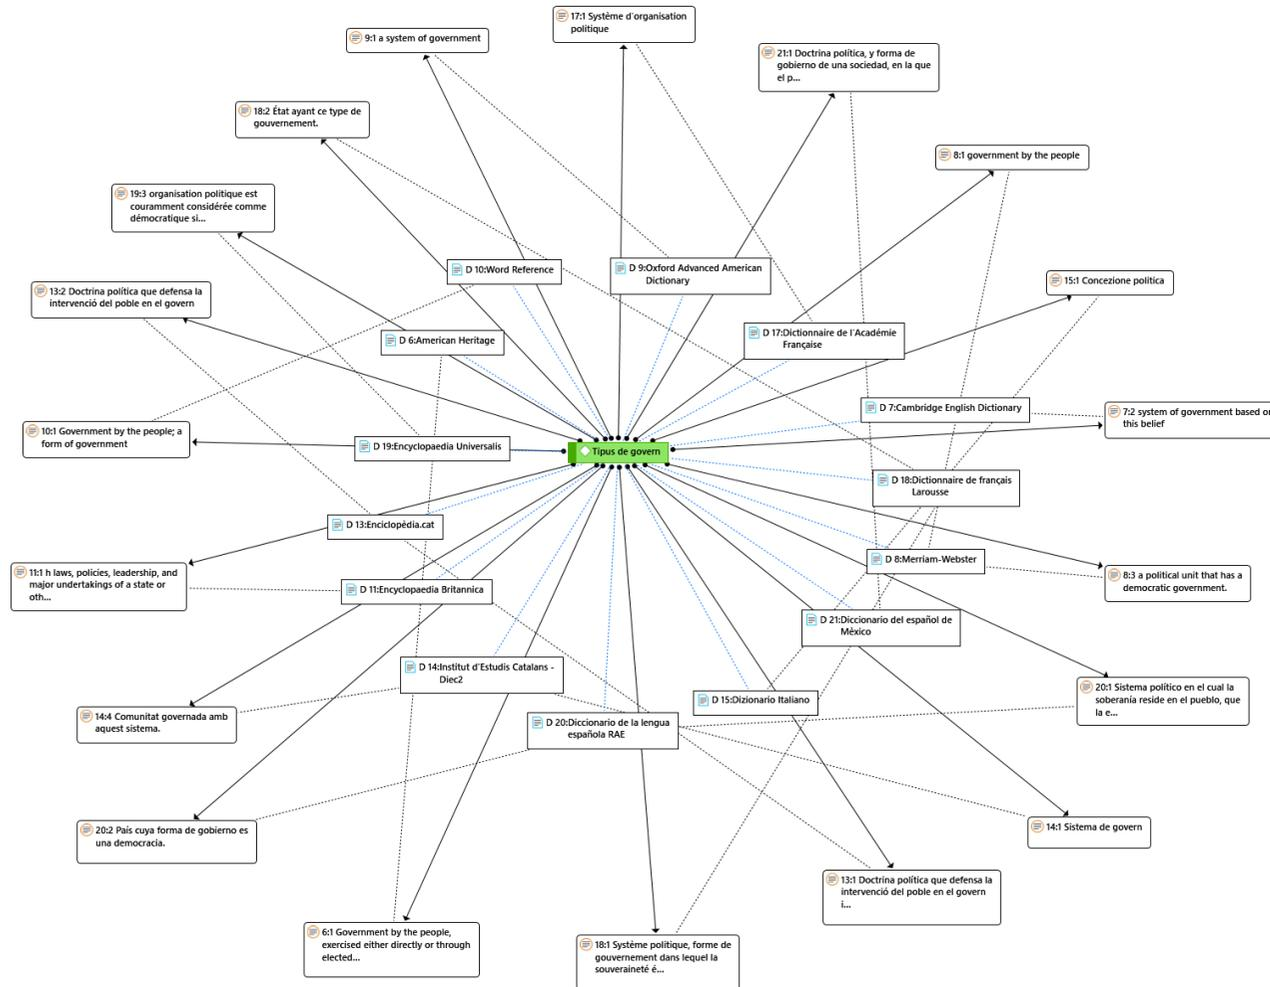 17:1 Système d'organisation
politique
9:1 a system of government
21:1 Doctrina política, y forma de
gobierno de una sociedad, en la que
el p...
18:2 État ayant ce type de
gouvernement.
8:1 government by the people
19:3 organisation politique est
couramment considérée comme
démocratique si...
D 10:Word Reference
D 9:Oxford Advanced American
Dictionary
15:1 Concezione politica
13:2 Doctrina política que defensa la
intervenció del poble en el govern
D 6:American Heritage
D 17:Dictionnaire de l'Académie
Française
D 7:Cambridge English Dictionary
7:2 system of government based on
this belief
10:1 Government by the people; a
form of government
D 19:Encyclopaedia Universalis
Tipus de govern
D 18:Dictionnaire de français
Larousse
D 13:Enciclopèdia.cat
D 8:Merriam-Webster
11:1 h laws, policies, leadership, and
major undertakings of a state or
oth...
D 11:Encyclopaedia Britannica
8:3 a political unit that has a
democratic government.
D 21:Diccionario del español de
México
D 14:Institut d'Estudis Catalans -
Diec2
D 15:Dizionario Italiano
20:1 Sistema político en el cual la
soberanía reside en el pueblo, que
la e...
14:4 Comunitat governada amb
aquest sistema.
D 20:Diccionario de la lengua
española RAE
20:2 País cuya forma de gobierno es
una democracia.
14:1 Sistema de govern
13:1 Doctrina política que defensa la
intervenció del poble en el govern
i...
6:1 Government by the people,
exercised either directly or through
elected...
18:1 Système politique, forme de
gouvernement dans lequel la
souveraineté é...